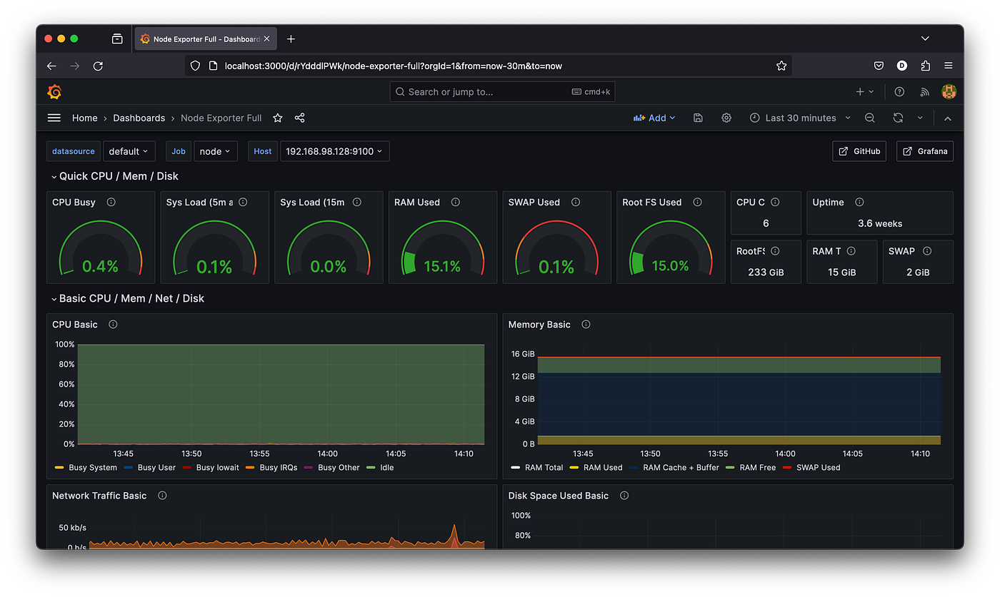 Node Exporter Full - Dashboard
localhost:3000/d/rYdddlPWk/node-exporter-full?orgId=1&from=now-30m&to=now
D
Search or jump to... cmd+k
Home › Dashboards › Node Exporter Full
Add
Last 30 minutes
datasource default Job node Host 192.168.98.128:9100 GitHub Grafana
Quick CPU / Mem / Disk
CPU Busy Sys Load (5m a Sys Load (15m RAM Used SWAP Used Root FS Used CPU C Uptime
6 3.6 weeks
RootFS RAM T SWAP
0.4% 0.1% 0.0% 15.1% 0.1% 15.0% 233 GiB 15 GiB 2 GiB
Basic CPU / Mem / Net / Disk
CPU Basic
100%
80%
60%
40%
20%
0%
13:45 13:50 13:55 14:00 14:05 14:10
Busy System Busy User Busy Iowait Busy IRQs Busy Other Idle
Memory Basic
16 GiB
12 GiB
8 GiB
4 GiB
0 B
13:45 13:50 13:55 14:00 14:05 14:10
RAM Total RAM Used RAM Cache + Buffer RAM Free SWAP Used
Network Traffic Basic
50 kb/s
0 b/s
Disk Space Used Basic
100%
80%